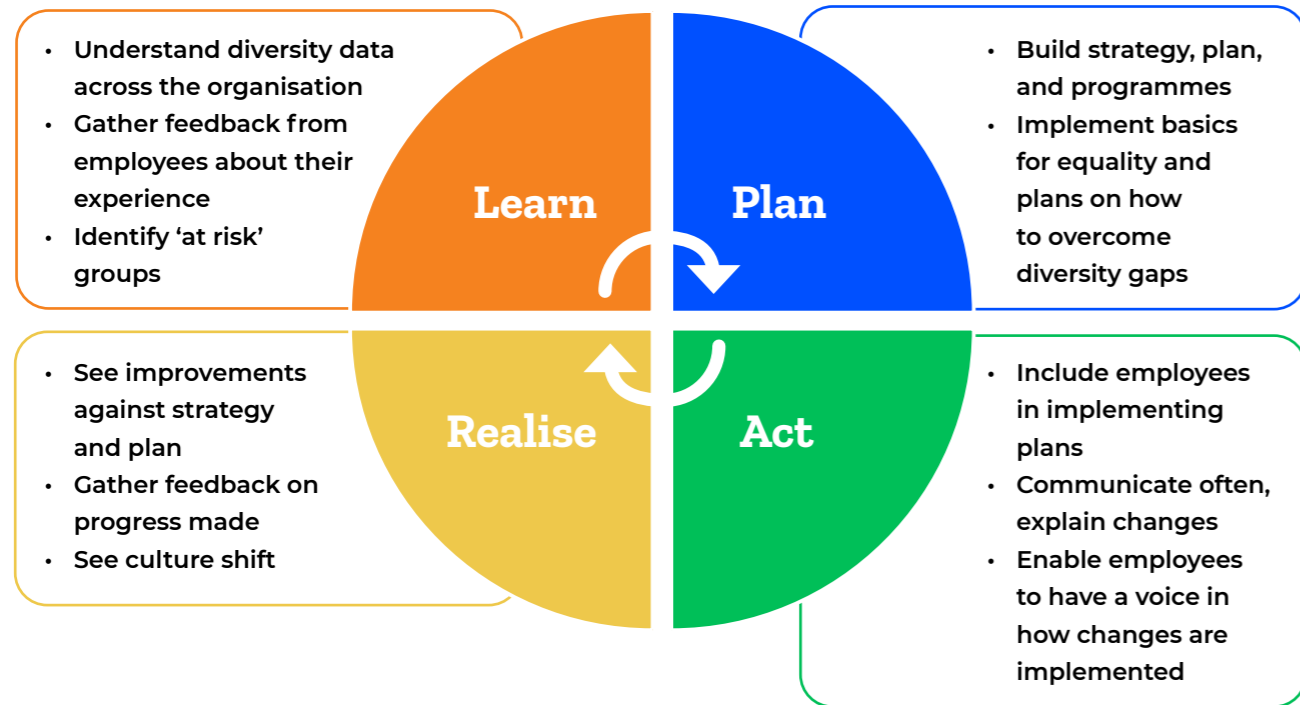 • Understand diversity data
across the organisation
• Gather feedback from
employees about their
experience
• Identify ‘at risk’
groups
Learn
Plan
• Build strategy, plan,
and programmes
• Implement basics
for equality and
plans on how
to overcome
diversity gaps
• See improvements
against strategy
and plan
• Gather feedback on
progress made
• See culture shift
Realise
Act
• Include employees
in implementing
plans
• Communicate often,
explain changes
• Enable employees
to have a voice in
how changes are
implemented